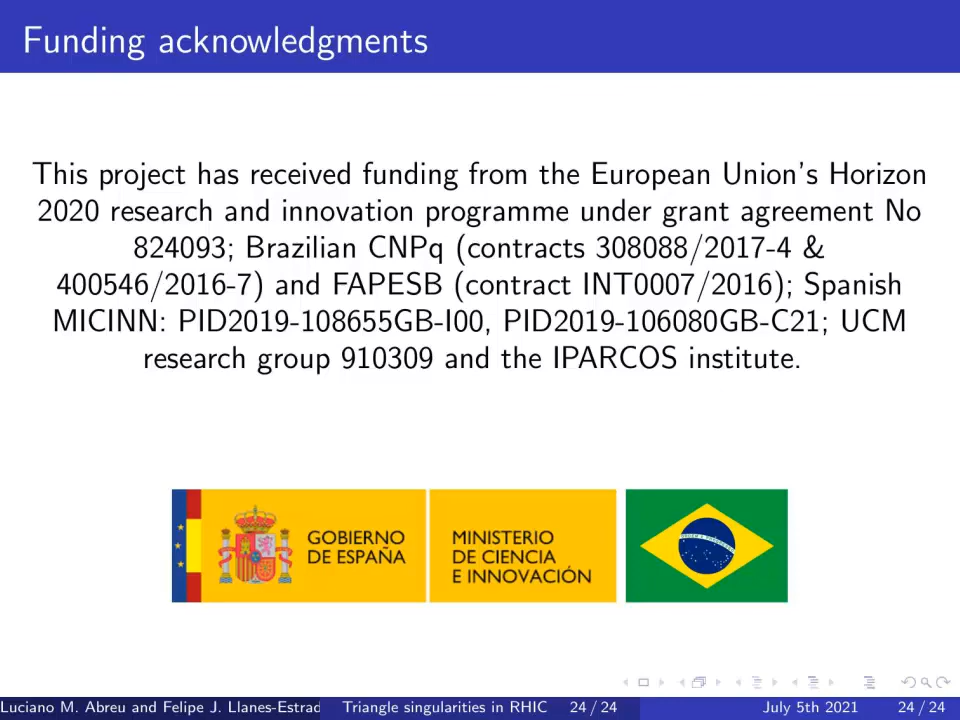 Funding acknowledgments
This project has received funding from the European Union's Horizon
2020 research and innovation programme under grant agreement No
824093; Brazilian CNPq (contracts 308088/2017-4 &
400546/2016-7) and FAPESB (contract INT0007/2016); Spanish
MICINN: PID2019-108655GB-I00, PID2019-106080GB-C21; UCM
research group 910309 and the IPARCOS institute.
GOBIERNO
DE ESPAÑA
MINISTERIO
DE CIENCIA
E INNOVACIÓN
Luciano M. Abreu and Felipe J. Llanes-Estrad
Triangle singularities in RHIC 24 / 24
July 5th 2021 24 / 24